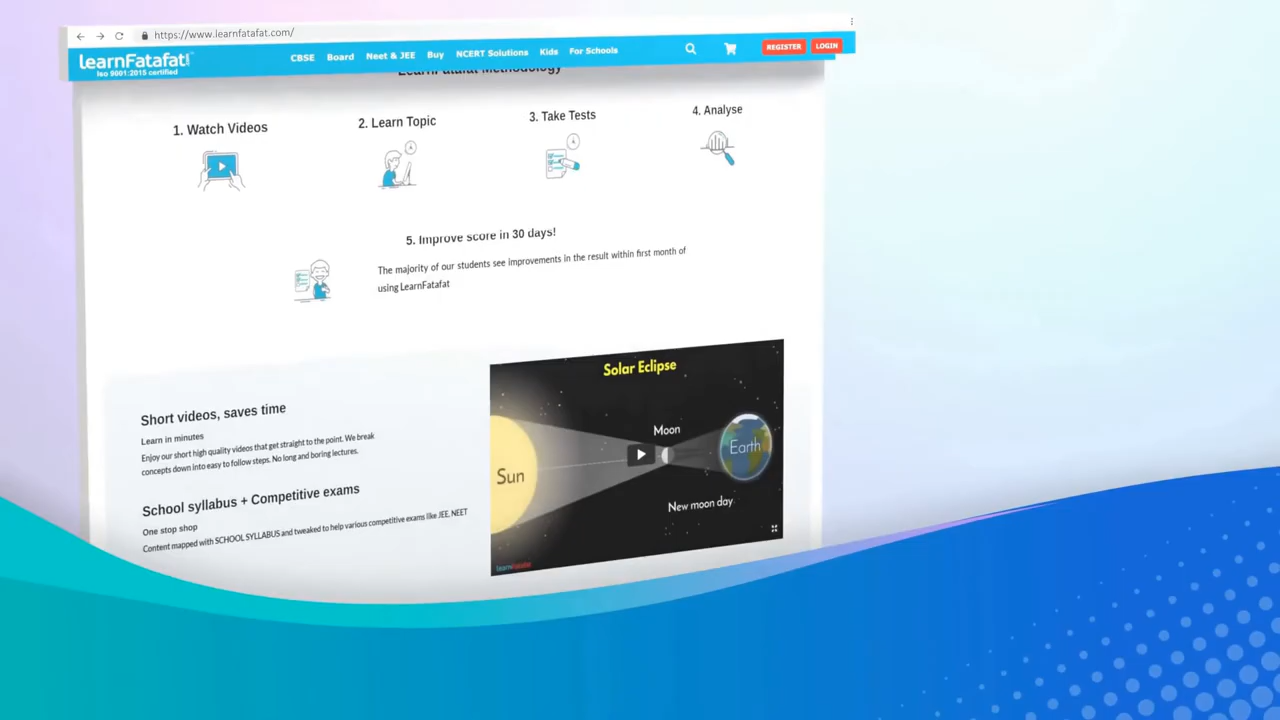 https://www.learnfatafat.com/
learnFatafat!
Iso 9001:2015 certified
CBSE Board Neet & JEE Buy NCERT Solutions Kids For Schools REGISTER LOGIN
LearnFatafat Methodology
1. Watch Videos
2. Learn Topic
3. Take Tests
4. Analyse
5. Improve score in 30 days!
The majority of our students see improvements in the result within first month of
using LearnFatafat
Short videos, saves time
Learn in minutes
Enjoy our short high quality videos that get straight to the point. We break
concepts down into easy to follow steps. No long and boring lectures.
School syllabus + Competitive exams
One stop shop
Content mapped with SCHOOL SYLLABUS and tweaked to help various competitive exams like JEE, NEET
Solar Eclipse
Moon
Earth
Sun
New moon day
learnfatafat